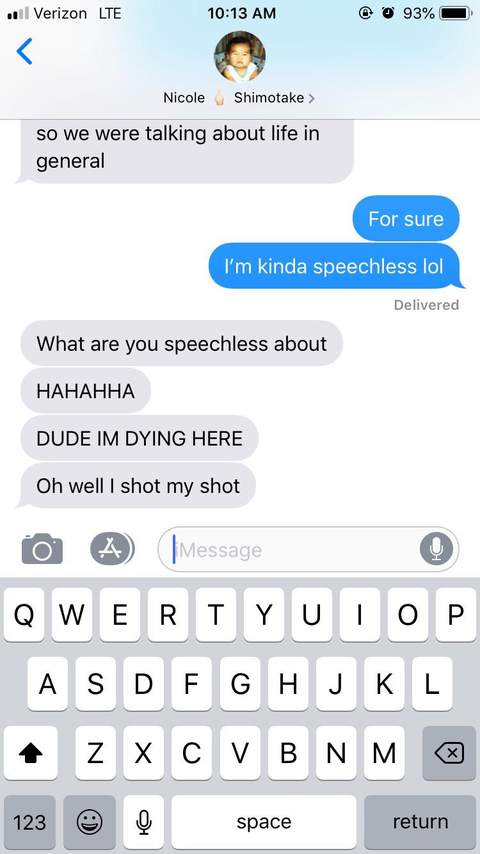 Verizon LTE 10:13 AM 93%
Nicole 👆🏻 Shimotake >
so we were talking about life in
general
For sure
I’m kinda speechless lol
Delivered
What are you speechless about
HAHAHHA
DUDE IM DYING HERE
Oh well I shot my shot
iMessage
Q W E R T Y U I O P
A S D F G H J K L
Z X C V B N M
123 space return